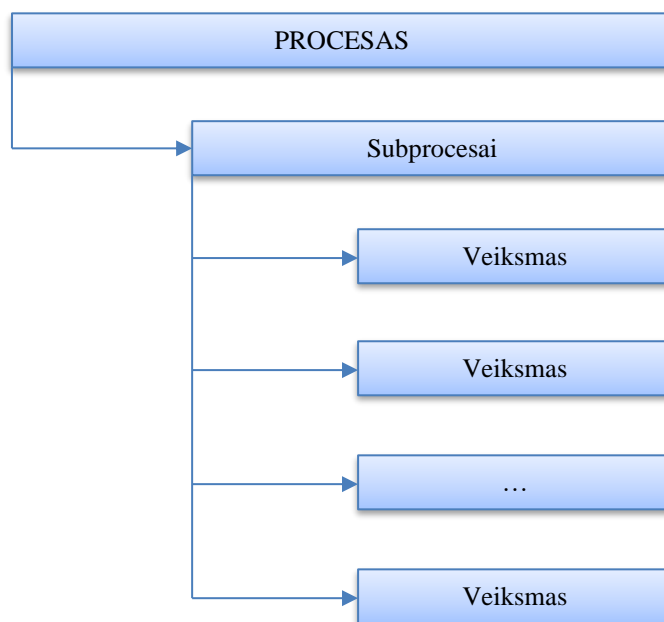 PROCESAS
Subprocesai
Veiksmas
Veiksmas
…
Veiksmas